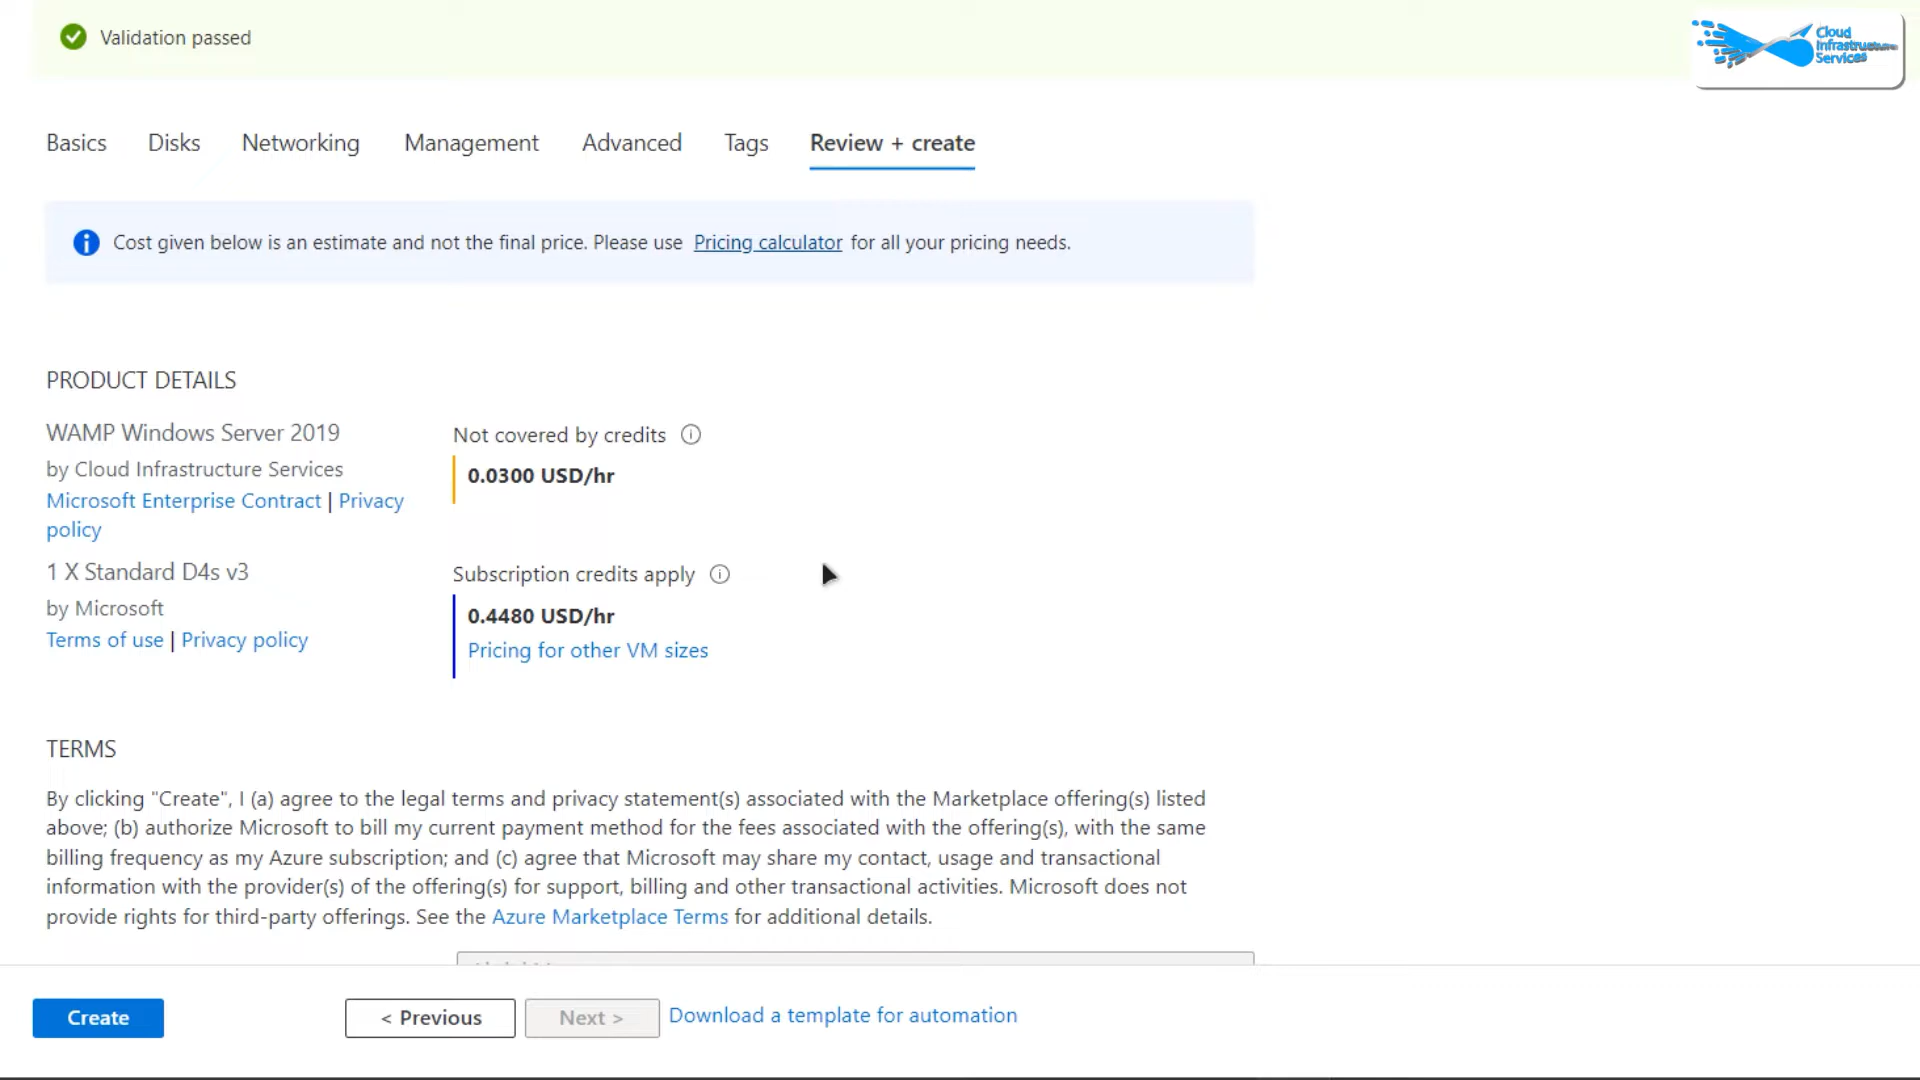 Validation passed
Cloud
Infrastructure
Services
Basics Disks Networking Management Advanced Tags Review + create
Cost given below is an estimate and not the final price. Please use Pricing calculator for all your pricing needs.
PRODUCT DETAILS
WAMP Windows Server 2019
by Cloud Infrastructure Services
Microsoft Enterprise Contract | Privacy
policy
Not covered by credits
0.0300 USD/hr
1 X Standard D4s v3
by Microsoft
Terms of use | Privacy policy
Subscription credits apply
0.4480 USD/hr
Pricing for other VM sizes
TERMS
By clicking "Create", I (a) agree to the legal terms and privacy statement(s) associated with the Marketplace offering(s) listed
above; (b) authorize Microsoft to bill my current payment method for the fees associated with the offering(s), with the same
billing frequency as my Azure subscription; and (c) agree that Microsoft may share my contact, usage and transactional
information with the provider(s) of the offering(s) for support, billing and other transactional activities. Microsoft does not
provide rights for third-party offerings. See the Azure Marketplace Terms for additional details.
Create < Previous Next > Download a template for automation